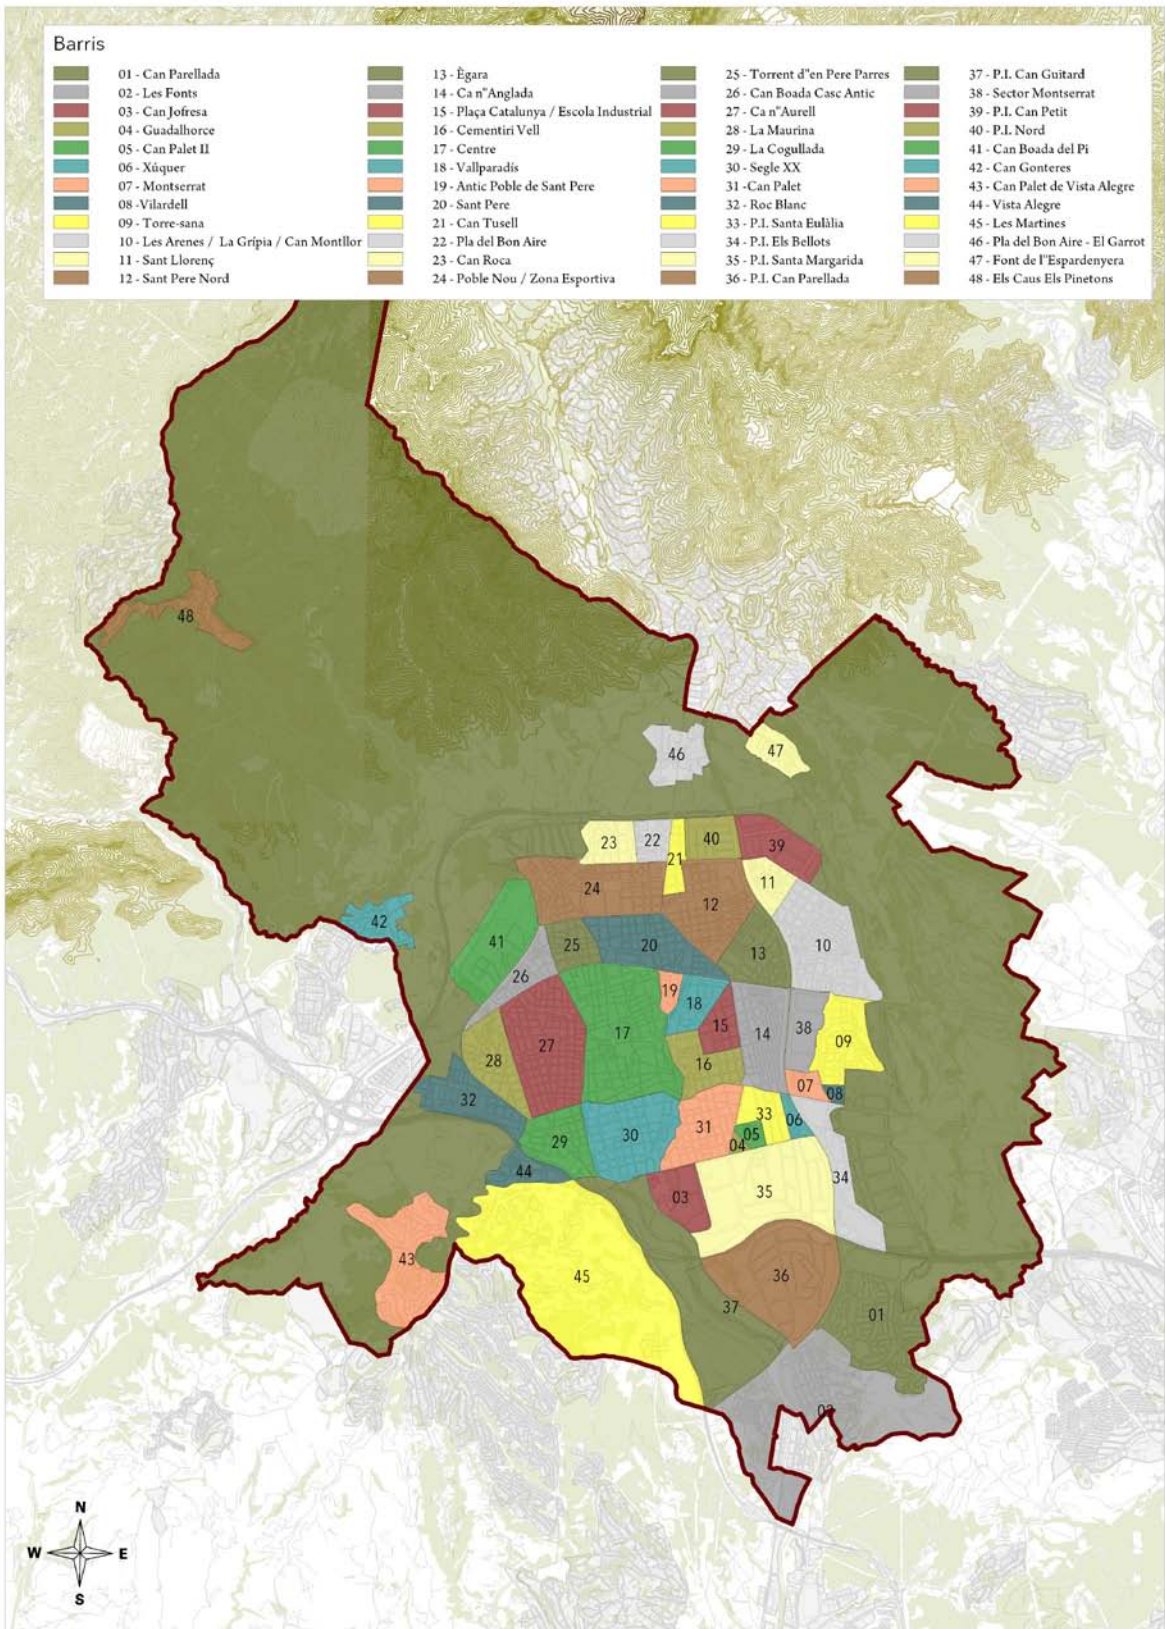 Barris
01 - Can Parellada
02 - Les Fonts
03 - Can Jofresa
04 - Guadalhorce
05 - Can Palet II
06 - Xúquer
07 - Montserrat
08 -Vilardell
09 - Torre-sana
10 - Les Arenes / La Grípia / Can Montllor
11 - Sant Llorenç
12 - Sant Pere Nord
13 - Ègara
14 - Ca n"Anglada
15 - Plaça Catalunya / Escola Industrial
16 - Cementiri Vell
17 - Centre
18 - Vallparadís
19 - Antic Poble de Sant Pere
20 - Sant Pere
21 - Can Tusell
22 - Pla del Bon Aire
23 - Can Roca
24 - Poble Nou / Zona Esportiva
25 - Torrent d"en Pere Parres
26 - Can Boada Casc Antic
27 - Ca n"Aurell
28 - La Maurina
29 - La Cogullada
30 - Segle XX
31 -Can Palet
32 - Roc Blanc
33 - P.I. Santa Eulàlia
34 - P.I. Els Bellots
35 - P.I. Santa Margarida
36 - P.I. Can Parellada
37 - P.I. Can Guitard
38 - Sector Montserrat
39 - P.I. Can Petit
40 - P.I. Nord
41 - Can Boada del Pi
42 - Can Gonteres
43 - Can Palet de Vista Alegre
44 - Vista Alegre
45 - Les Martines
46 - Pla del Bon Aire - El Garrot
47 - Font de l"Espardenyera
48 - Els Caus Els Pinetons
48
46
47
23
22
21
40
39
24
11
12
42
41
25
20
13
10
26
19
18
28
27
17
15
14
38
09
16
32
07
08
29
30
31
33
06
05
04
44
03
35
34
43
45
36
37
01
02
N
W
E
S